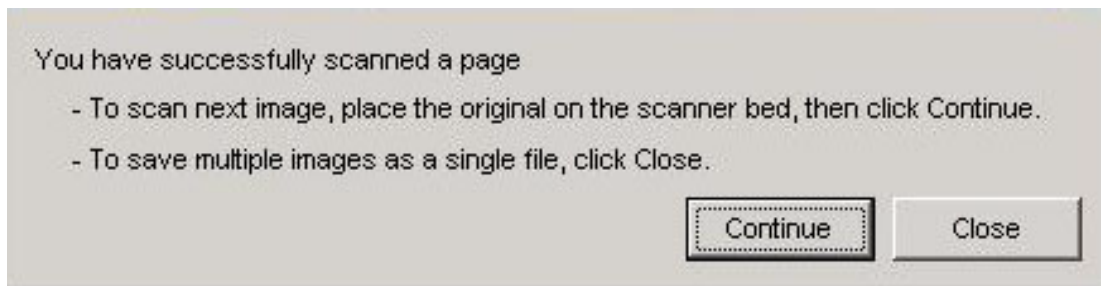 You have successfully scanned a page
- To scan next image, place the original on the scanner bed, then click Continue.
- To save multiple images as a single file, click Close.
Continue Close